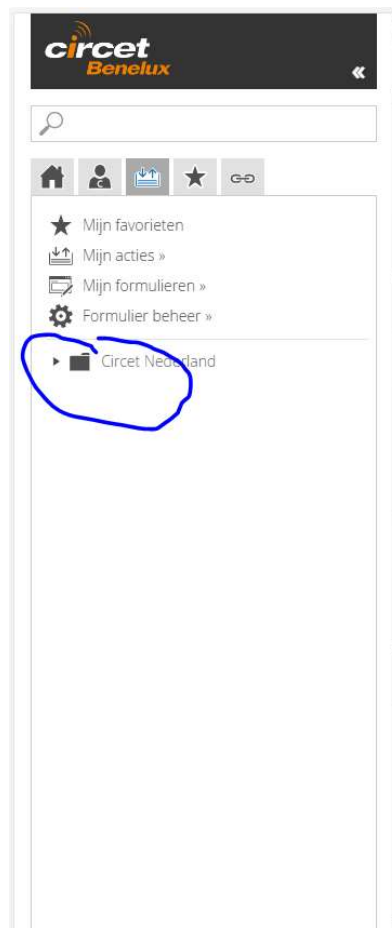 circet
Benelux
Mijn favorieten
Mijn acties »
Mijn formulieren »
Formulier beheer »
Circet Nederland